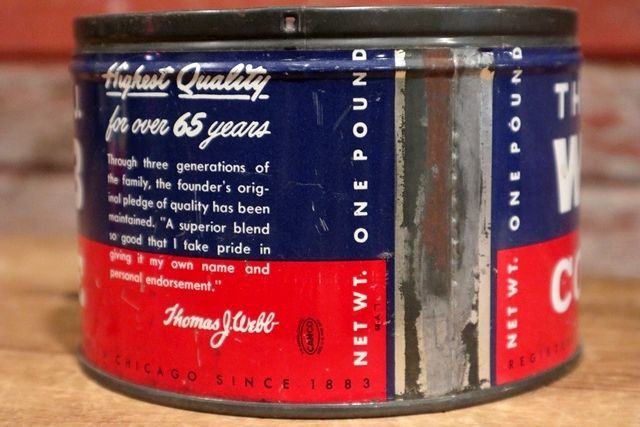 Highest Quality
for over 65 years
Through three generations of
the family, the founder's orig-
inal pledge of quality has been
maintained. "A superior blend
so good that I take pride in
giving it my own name and
personal endorsement."
Thomas J. Webb
CANCO
CHICAGO SINCE 1883
NET WT. ONE POUND
NET WT. ONE POUND
TH
W
CO
REGIST